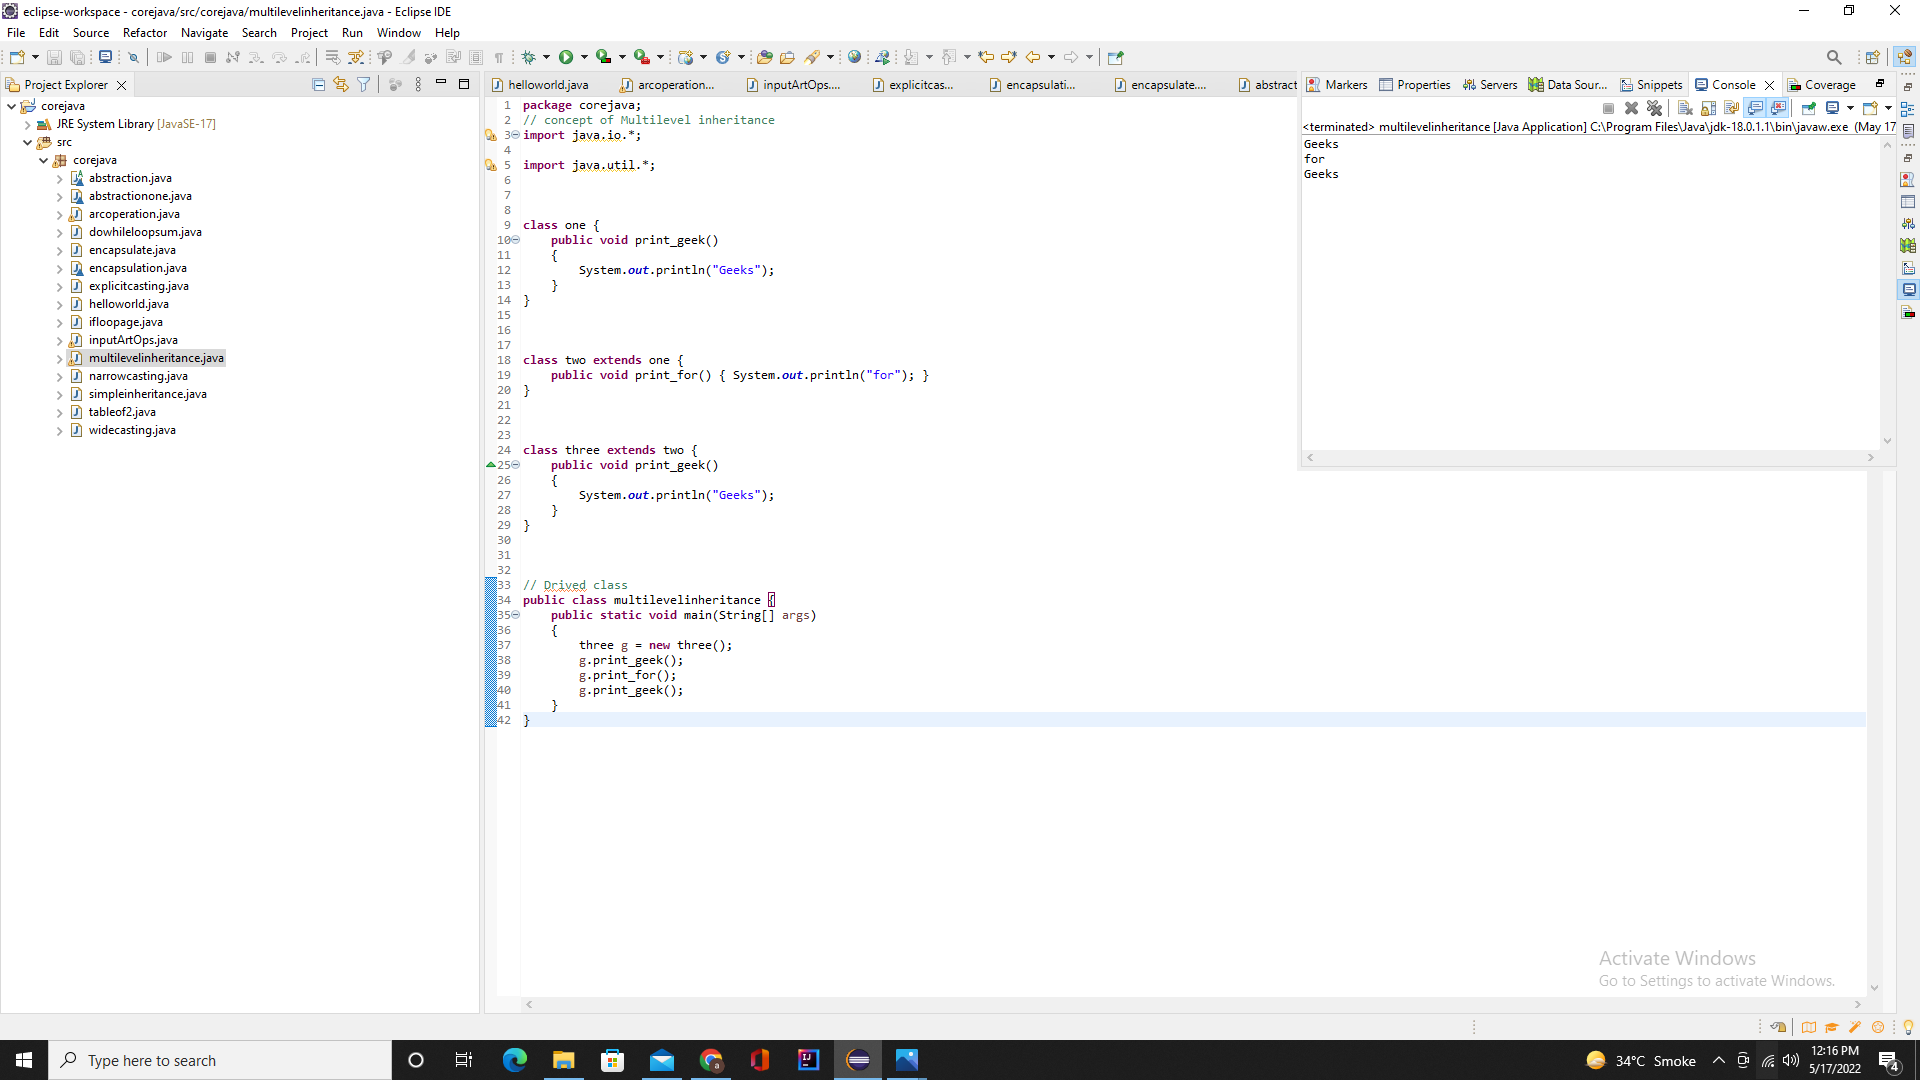 eclipse-workspace - corejava/src/corejava/multilevelinheritance.java - Eclipse IDE
File Edit Source Refactor Navigate Search Project Run Window Help
Project Explorer
corejava
JRE System Library [JavaSE-17]
src
corejava
abstraction.java
abstractionone.java
arcoperation.java
dowhileloopsum.java
encapsulate.java
encapsulation.java
explicitcasting.java
helloworld.java
ifloopage.java
inputArtOps.java
multilevelinheritance.java
narrowcasting.java
simpleinheritance.java
tableof2.java
widecasting.java
helloworld.java arcoperation... inputArtOps.... explicitcas... encapsulati... encapsulate.... abstract
1 package corejava;
2 // concept of Multilevel inheritance
3 import java.io.*;
4
5 import java.util.*;
6
7
8
9 class one {
10 public void print_geek()
11 {
12 System.out.println("Geeks");
13 }
14 }
15
16
17
18 class two extends one {
19 public void print_for() { System.out.println("for"); }
20 }
21
22
23
24 class three extends two {
25 public void print_geek()
26 {
27 System.out.println("Geeks");
28 }
29 }
30
31
32
33 // Drived class
34 public class multilevelinheritance {
35 public static void main(String[] args)
36 {
37 three g = new three();
38 g.print_geek();
39 g.print_for();
40 g.print_geek();
41 }
42 }
Markers Properties Servers Data Sour... Snippets Console Coverage
<terminated> multilevelinheritance [Java Application] C:\Program Files\Java\jdk-18.0.1.1\bin\javaw.exe (May 17
Geeks
for
Geeks
Activate Windows
Go to Settings to activate Windows.
Type here to search
34°C Smoke
12:16 PM
5/17/2022
4